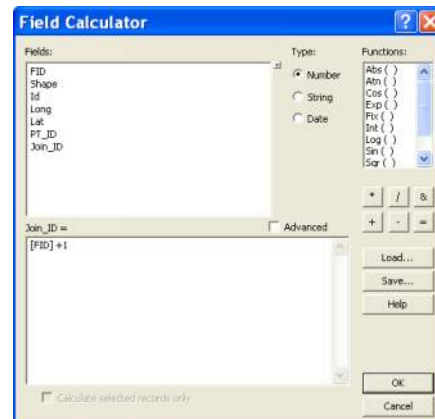 Field Calculator
Fields:
Type:
Functions:
FID
Shape
Id
Long
Lat
PT_ID
Join_ID
Number
String
Date
Abs ( )
Atn ( )
Cos ( )
Exp ( )
Fix ( )
Int ( )
Log ( )
Sin ( )
Sqr ( )
* / &
+ - =
Join_ID =
Advanced
[FID] +1
Load...
Save...
Help
Calculate selected records only
OK
Cancel